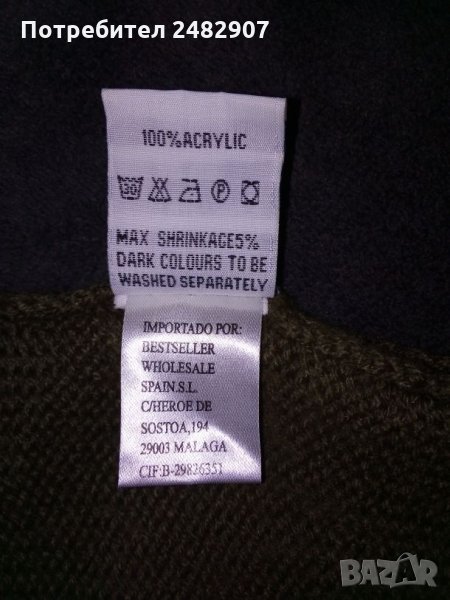 Потребител 2482907
100%ACRYLIC
30 P
MAX SHRINKAGE5%
DARK COLOURS TO BE
WASHED SEPARATELY
IMPORTADO POR:
BESTSELLER
WHOLESALE
SPAIN.S.L.
C/HEROE DE
SOSTOA,194
29003 MALAGA
CIF:B-29826351
BAZAR